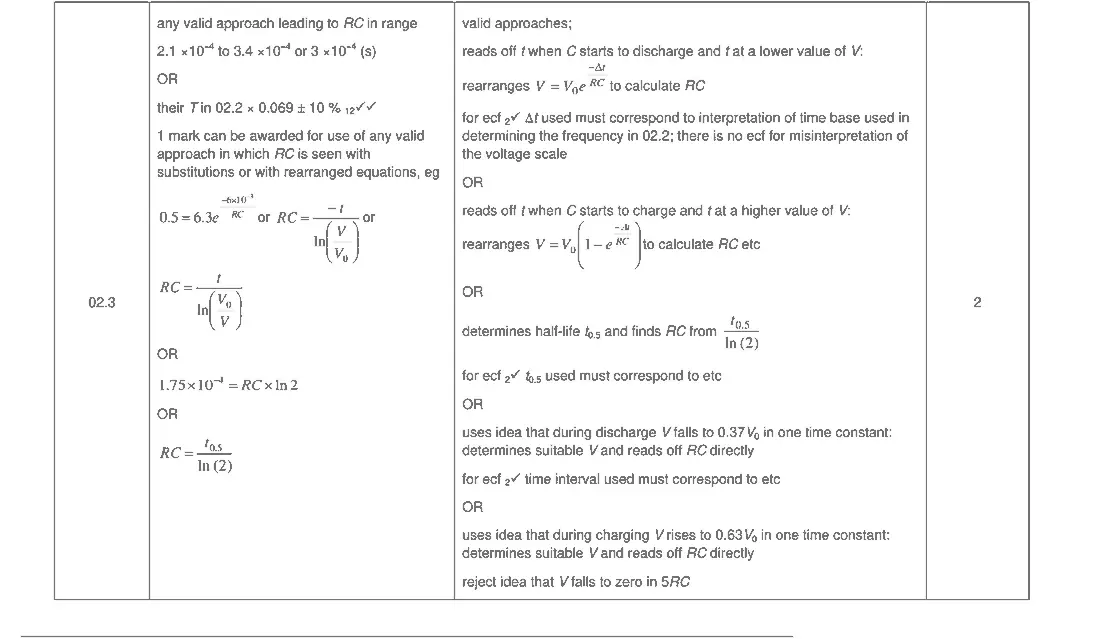 any valid approach leading to RC in range
2.1 ×10⁻⁴ to 3.4 ×10⁻⁴ or 3 ×10⁻⁴ (s)
OR
their T in 02.2 × 0.069 ± 10 % ₁₂✓✓
1 mark can be awarded for use of any valid
approach in which RC is seen with
substitutions or with rearranged equations, eg
0.5 = 6.3e^(-6×10 / RC) or RC = -t / ln(V / V₀) or
RC = t / ln(V₀ / V)
OR
1.75×10 = RC × ln 2
OR
RC = t₀.₅ / ln (2)
02.3
valid approaches;
reads off t when C starts to discharge and t at a lower value of V:
rearranges V = V₀e^(-Δt / RC) to calculate RC
for ecf ₂✓ Δt used must correspond to interpretation of time base used in
determining the frequency in 02.2; there is no ecf for misinterpretation of
the voltage scale
OR
reads off t when C starts to charge and t at a higher value of V:
rearranges V = V₀(1 − e^(-Δt / RC)) to calculate RC etc
OR
determines half-life t₀.₅ and finds RC from t₀.₅ / ln (2)
for ecf ₂✓ t₀.₅ used must correspond to etc
OR
uses idea that during discharge V falls to 0.37V₀ in one time constant:
determines suitable V and reads off RC directly
for ecf ₂✓ time interval used must correspond to etc
OR
uses idea that during charging V rises to 0.63V₀ in one time constant:
determines suitable V and reads off RC directly
reject idea that V falls to zero in 5RC
2